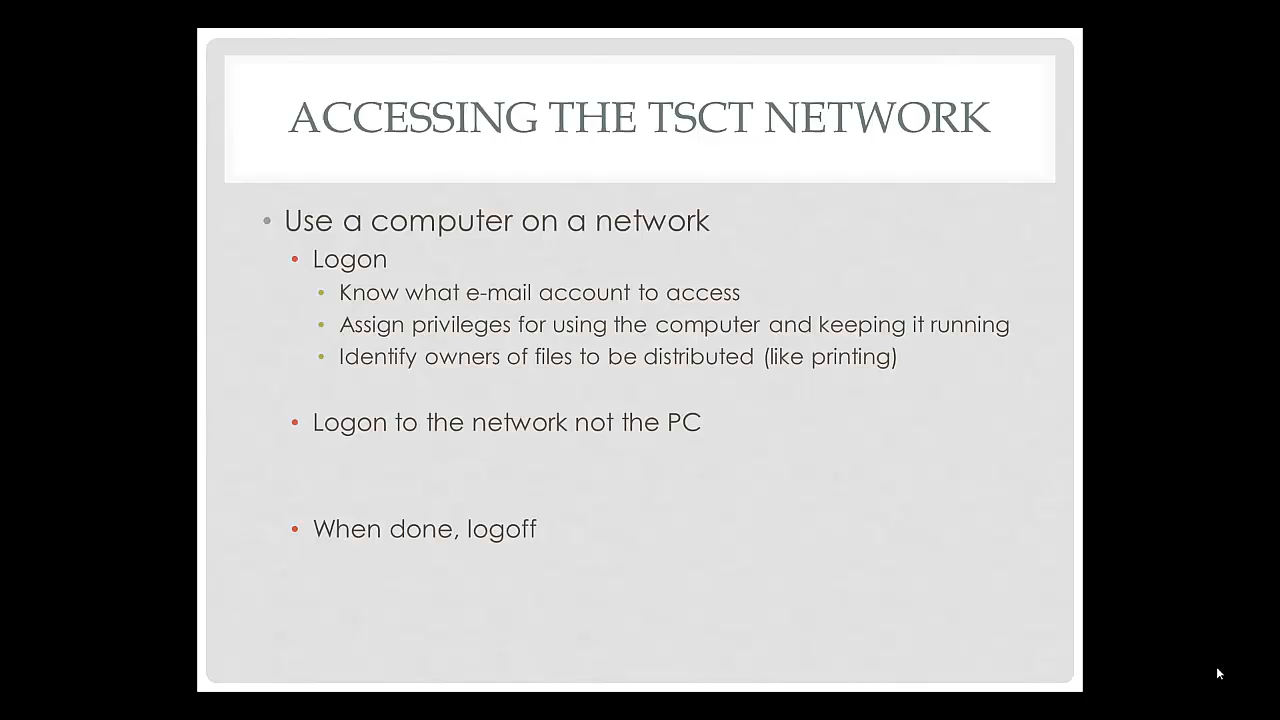 ACCESSING THE TSCT NETWORK
• Use a computer on a network
• Logon
• Know what e-mail account to access
• Assign privileges for using the computer and keeping it running
• Identify owners of files to be distributed (like printing)
• Logon to the network not the PC
• When done, logoff